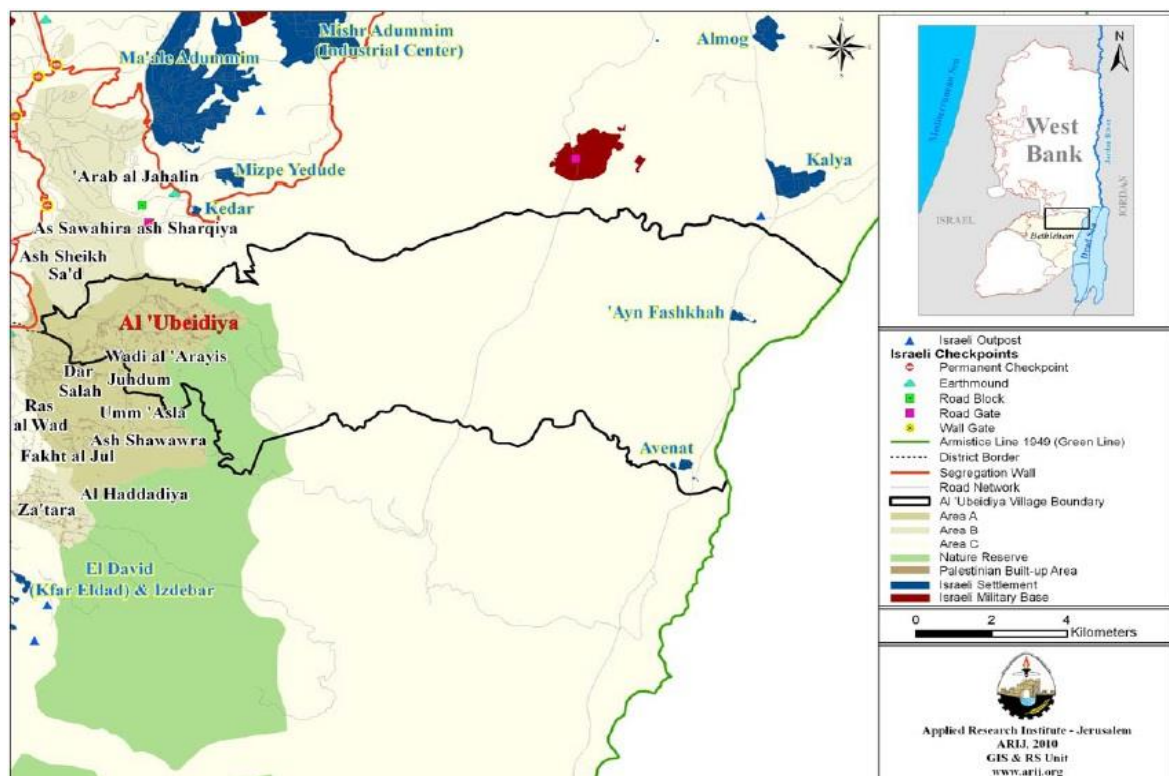 Mishr Adummim
(Industrial Center)
Ma'ale Adummim
Almog
'Arab al Jahalin
Mizpe Yedude
Kalya
Kedar
As Sawahira ash Sharqiya
Ash Sheikh
Sa'd
Al 'Ubeidiya
'Ayn Fashkhah
Wadi al 'Arayis
Dar
Salah
Juhdum
Ras
al Wad
Umm 'Asla
Ash Shawawra
Fakht al Jul
Avenat
Al Haddadiya
Za'tara
El David
(Kfar Eldad) & Izdebar
N
Mediterranean Sea
West
Bank
Jordan River
ISRAEL
JORDAN
Bethlehem
Dead Sea
Israeli Outpost
Israeli Checkpoints
Permanent Checkpoint
Earthmound
Road Block
Road Gate
Wall Gate
Armistice Line 1949 (Green Line)
District Border
Segregation Wall
Road Network
Al 'Ubeidiya Village Boundary
Area A
Area B
Area C
Nature Reserve
Palestinian Built-up Area
Israeli Settlement
Israeli Military Base
0 2 4
Kilometers
Applied Research Institute - Jerusalem
ARIJ, 2010
GIS & RS Unit
www.arij.org